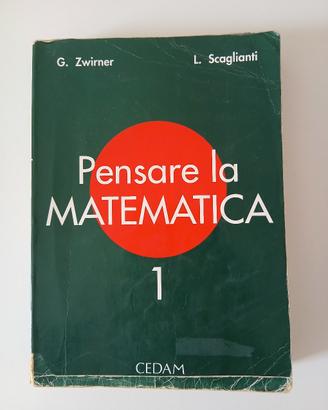 G. Zwirner L. Scaglianti
Pensare la
MATEMATICA
1
CEDAM